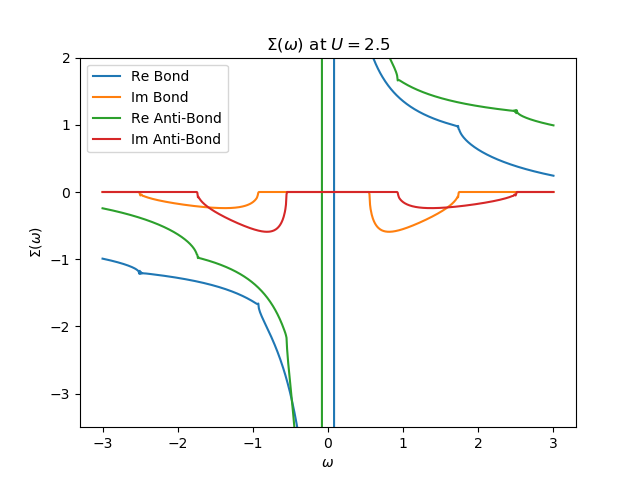 Σ(ω) at U = 2.5
Re Bond
Im Bond
Re Anti-Bond
Im Anti-Bond
2
1
0
−1
−2
−3
Σ(ω)
−3 −2 −1 0 1 2 3
ω